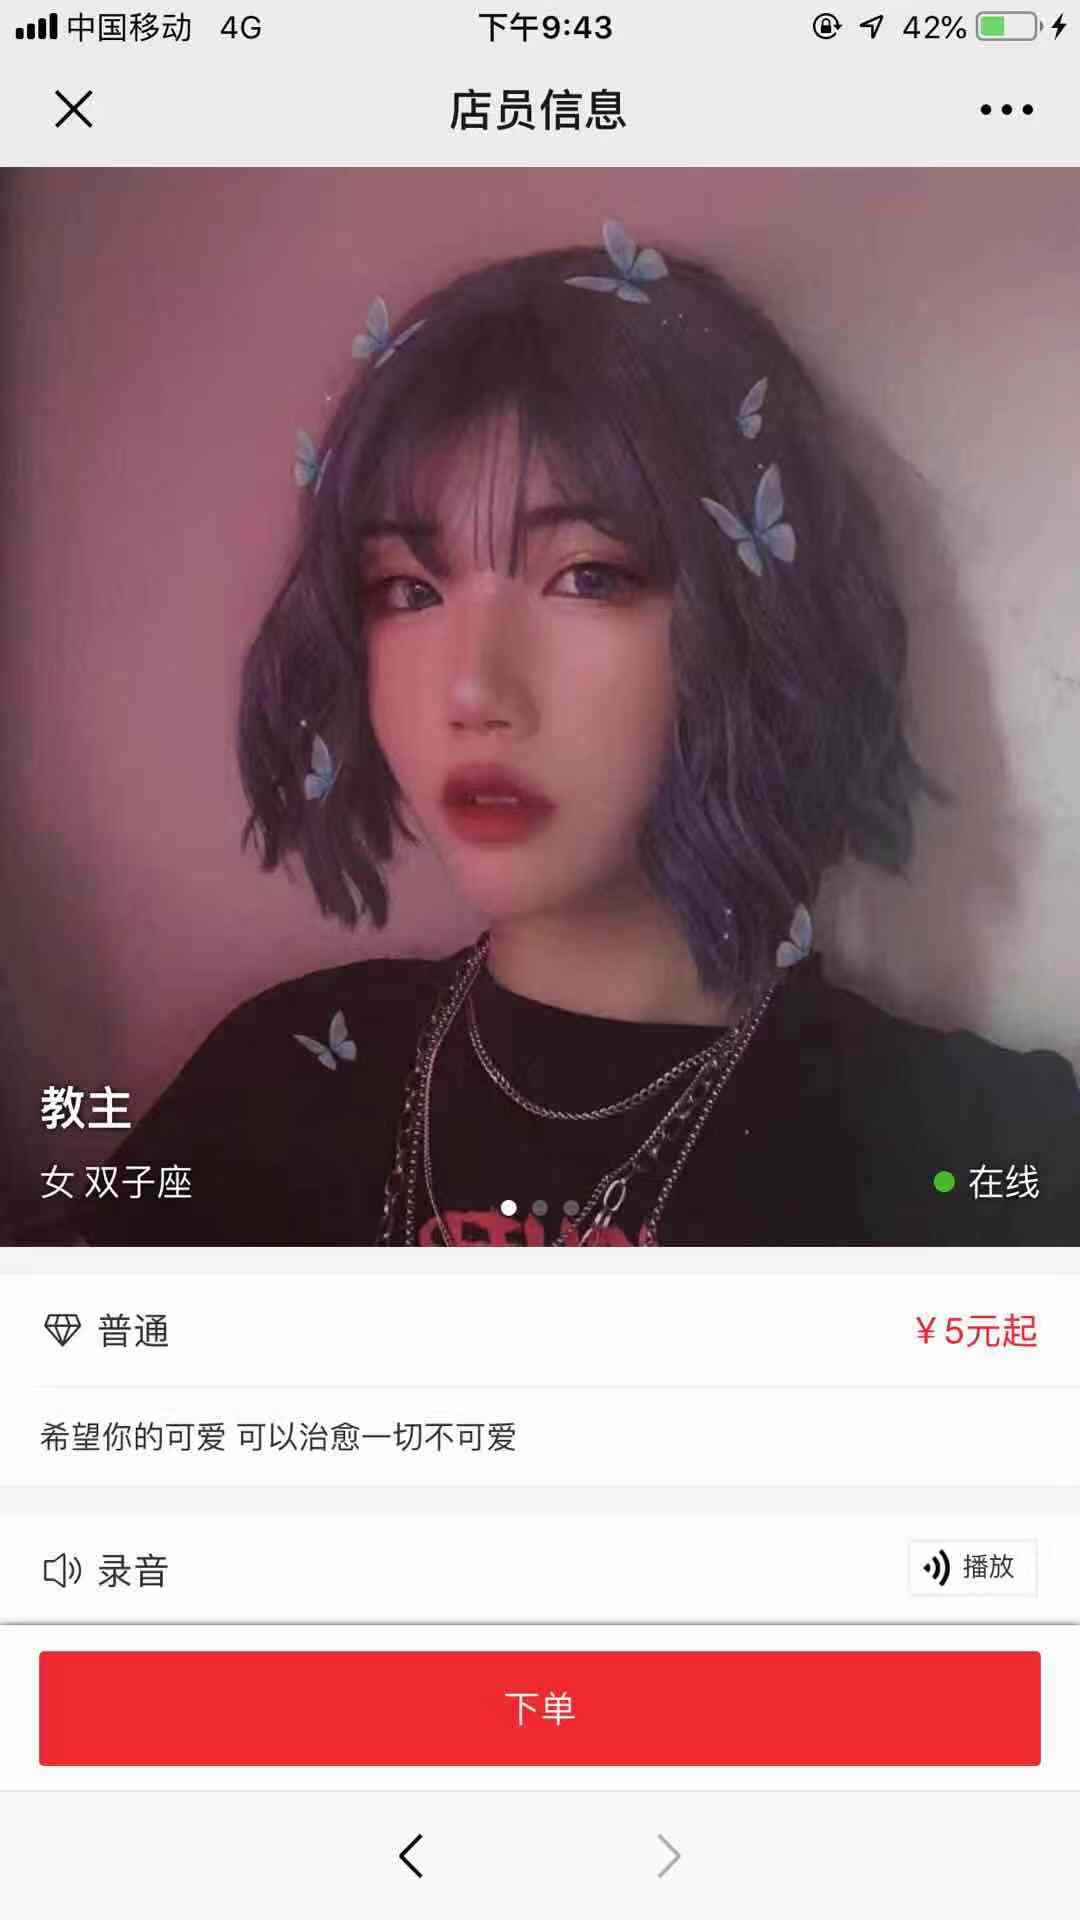 中国移动 4G 下午9:43 42%
店员信息
教主
女 双子座
在线
普通
¥5元起
希望你的可爱 可以治愈一切不可爱
录音
播放
下单